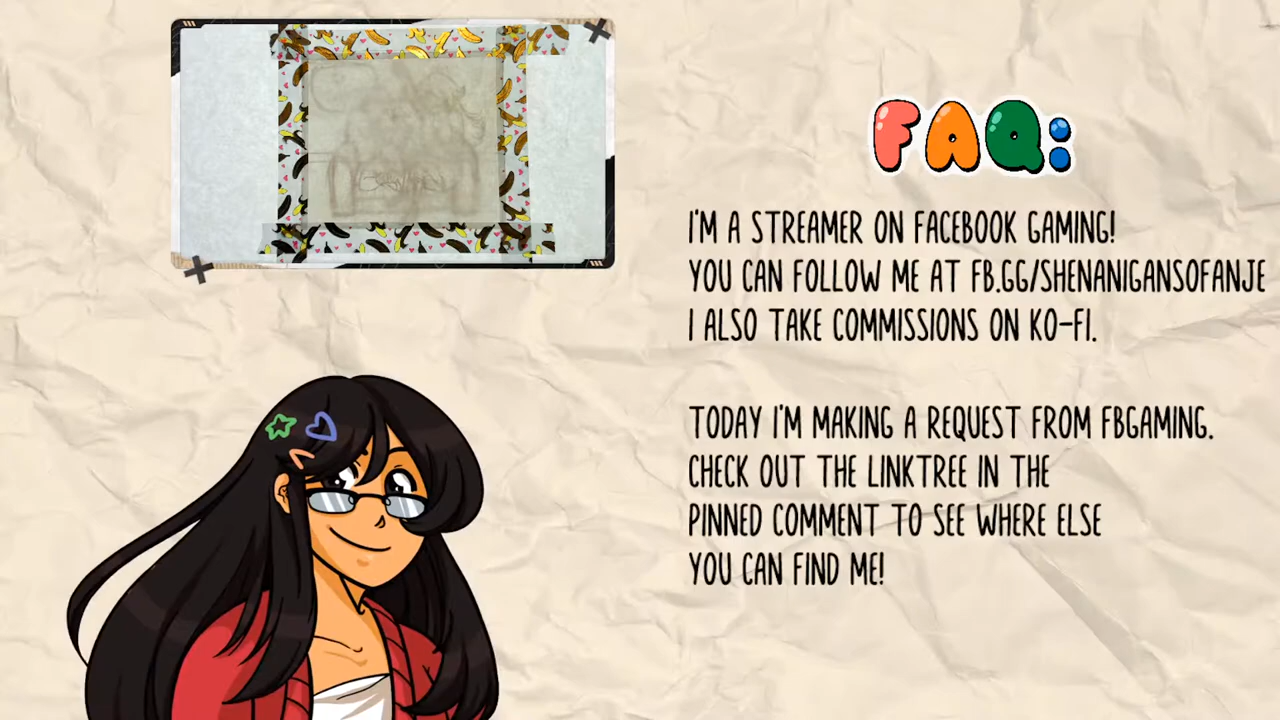 FAQ:
I'M A STREAMER ON FACEBOOK GAMING!
YOU CAN FOLLOW ME AT FB.GG/SHENANIGANSOFANJE
I ALSO TAKE COMMISSIONS ON KO-FI.
TODAY I'M MAKING A REQUEST FROM FBGAMING.
CHECK OUT THE LINKTREE IN THE
PINNED COMMENT TO SEE WHERE ELSE
YOU CAN FIND ME!